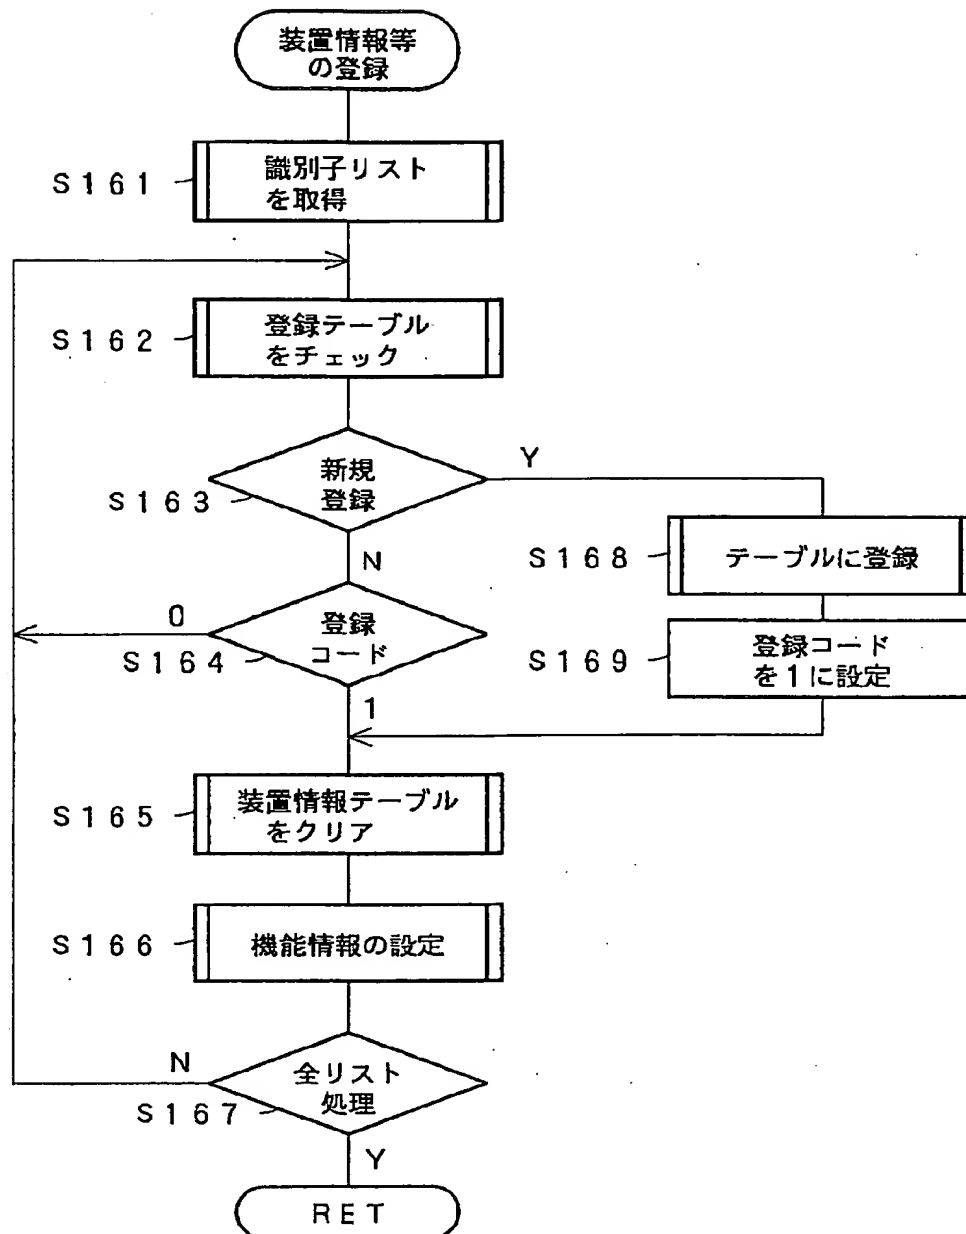 装置情報等
の登録
S161
識別子リスト
を取得
S162
登録テーブル
をチェック
新規
登録
S163
Y
N
S168
テーブルに登録
0
登録
コード
S164
S169
登録コード
を1に設定
1
S165
装置情報テーブル
をクリア
S166
機能情報の設定
N
全リスト
処理
S167
Y
RET